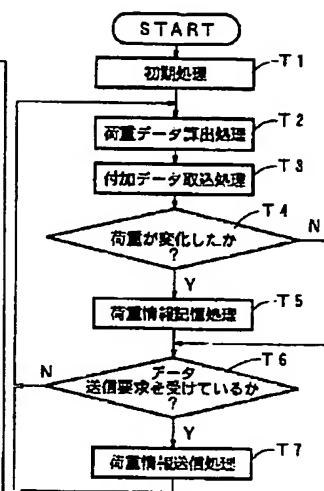 START
初期処理
T1
荷重データ算出処理
T2
付加データ取込処理
T3
荷重が変化したか
?
T4
N
Y
荷重情報記憶処理
T5
データ
送信要求を受けているか
?
T6
N
Y
荷重情報送信処理
T7